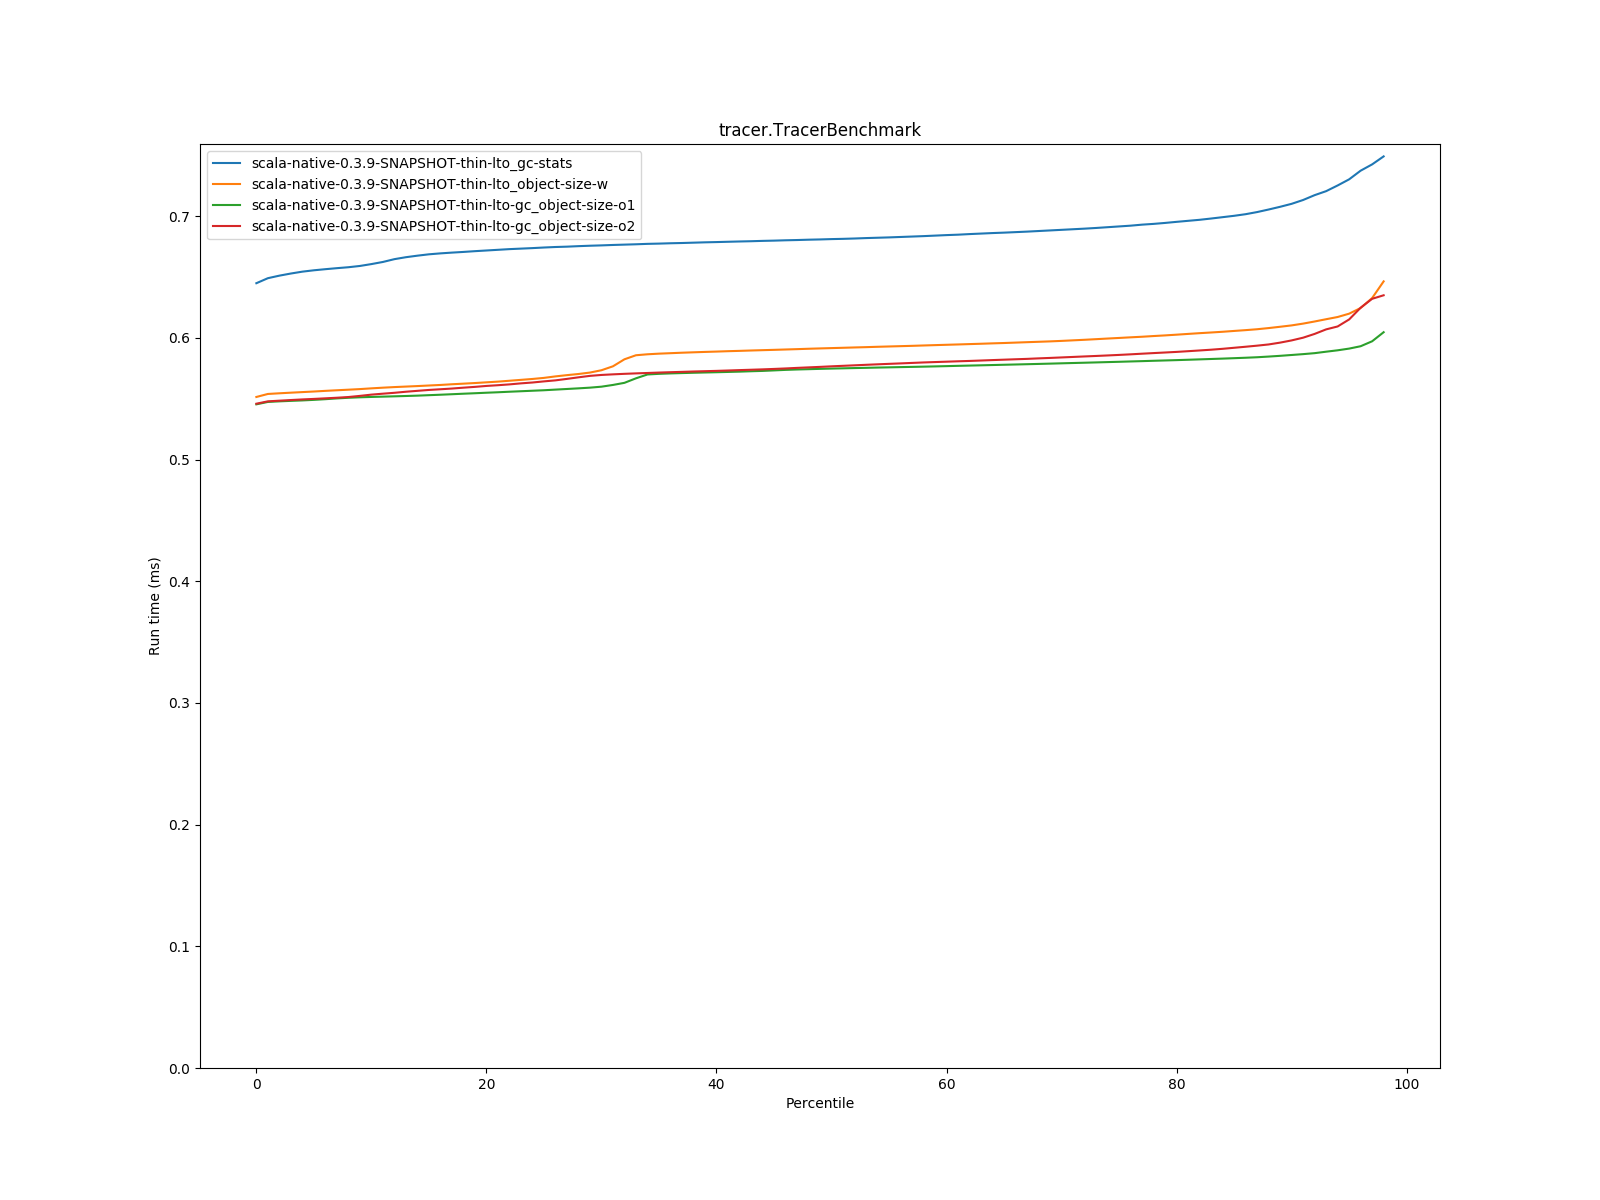 tracer.TracerBenchmark
scala-native-0.3.9-SNAPSHOT-thin-lto_gc-stats
scala-native-0.3.9-SNAPSHOT-thin-lto_object-size-w
scala-native-0.3.9-SNAPSHOT-thin-lto-gc_object-size-o1
scala-native-0.3.9-SNAPSHOT-thin-lto-gc_object-size-o2
0.7
0.6
0.5
0.4
0.3
0.2
0.1
0.0
Run time (ms)
0 20 40 60 80 100
Percentile